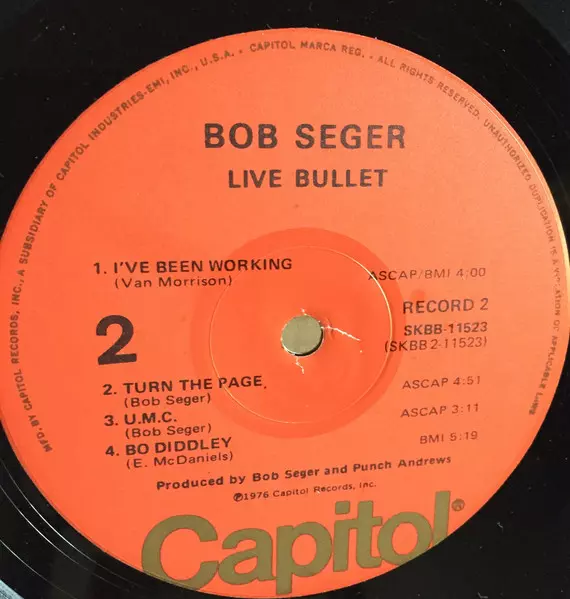 MFD. BY CAPITOL RECORDS, INC., A SUBSIDIARY OF CAPITOL INDUSTRIES-EMI, INC., U.S.A. • CAPITOL MARCA REG. • ALL RIGHTS RESERVED. UNAUTHORIZED DUPLICATION IS A VIOLATION OF APPLICABLE LAWS
BOB SEGER
LIVE BULLET
1. I'VE BEEN WORKING ASCAP/BMI 4:00
(Van Morrison)
RECORD 2
2
SKBB-11523
(SKBB 2-11523)
2. TURN THE PAGE. ASCAP 4:51
(Bob Seger)
3. U.M.C. ASCAP 3:11
(Bob Seger)
4. BO DIDDLEY BMI 5:19
(E. McDaniels)
Produced by Bob Seger and Punch Andrews
℗1976 Capitol Records, Inc.
Capitol®